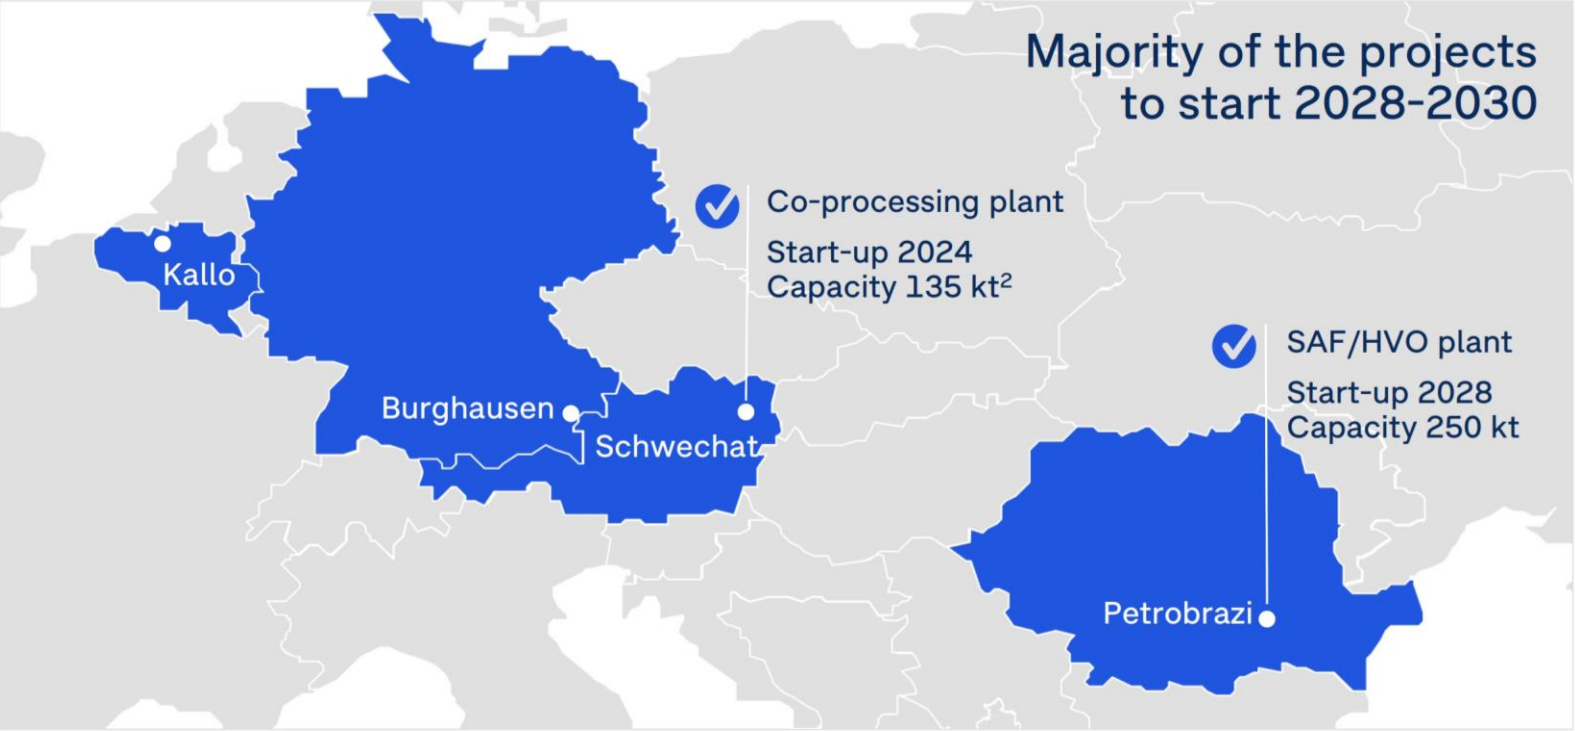 Majority of the projects
to start 2028-2030
Co-processing plant
Start-up 2024
Capacity 135 kt²
SAF/HVO plant
Start-up 2028
Capacity 250 kt
Kallo
Burghausen
Schwechat
Petrobrazi